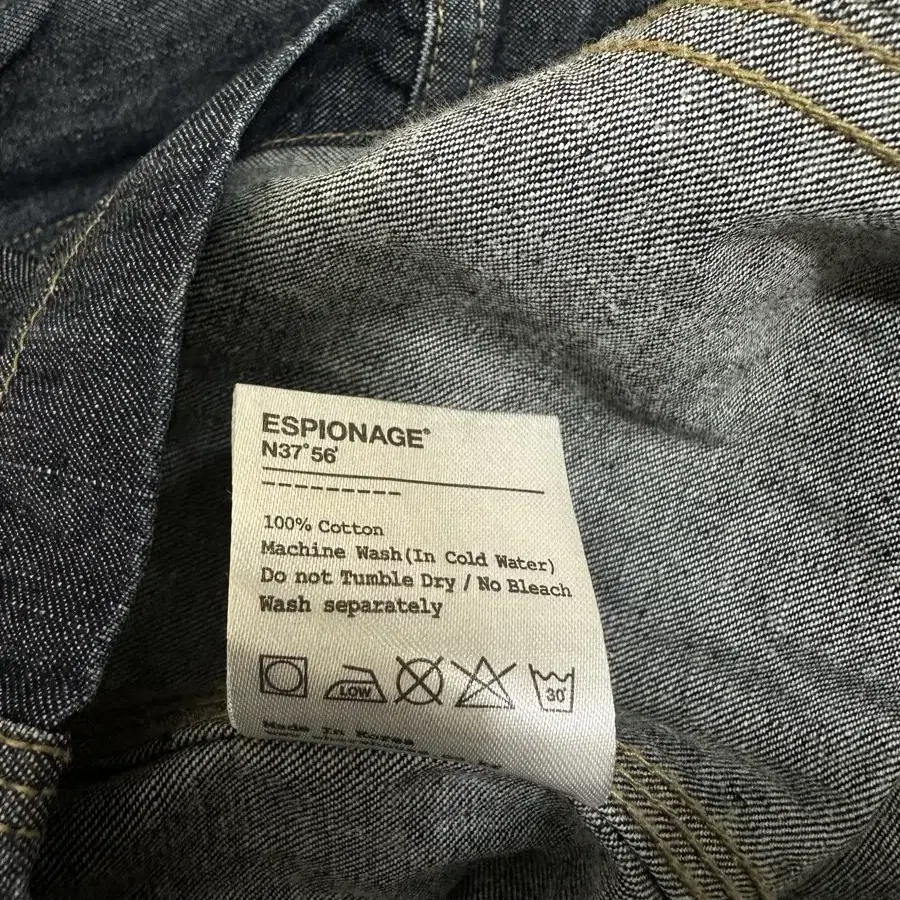 ESPIONAGE®
N37°56'
100% Cotton
Machine Wash(In Cold Water)
Do not Tumble Dry / No Bleach
Wash separately
LOW
30°
Made In Korea